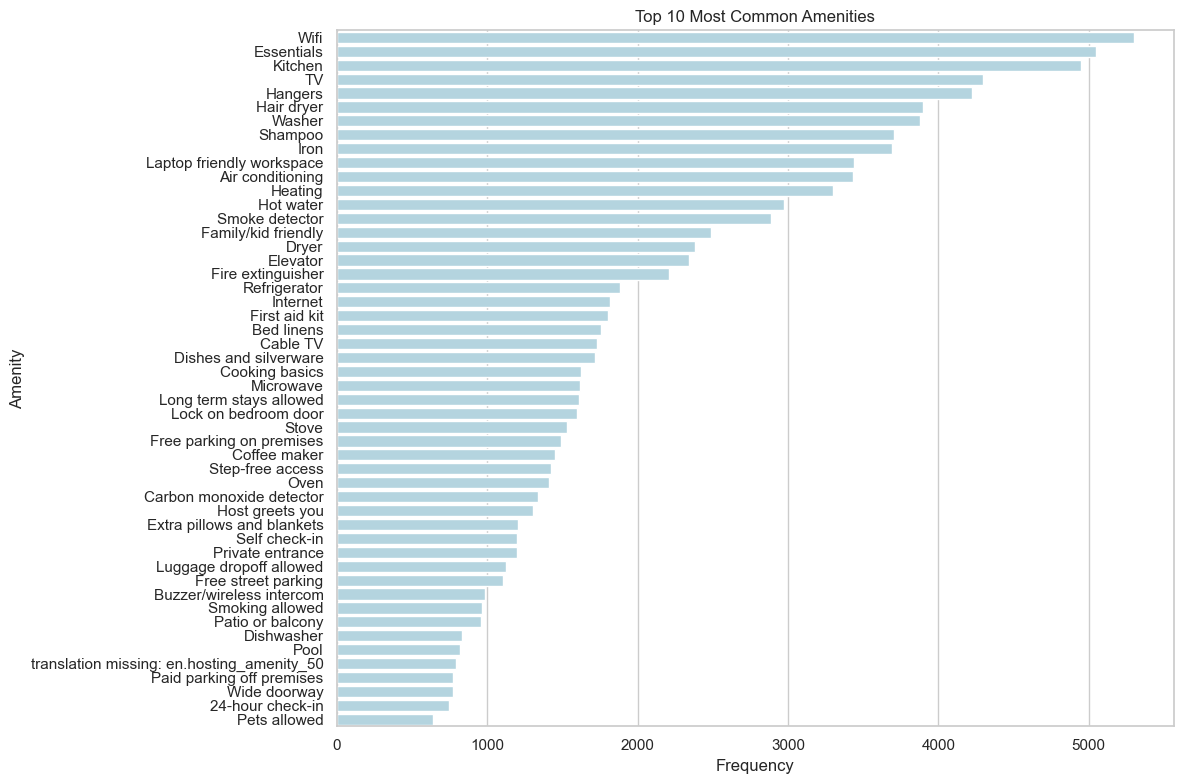 Top 10 Most Common Amenities
Wifi
Essentials
Kitchen
TV
Hangers
Hair dryer
Washer
Shampoo
Iron
Laptop friendly workspace
Air conditioning
Heating
Hot water
Smoke detector
Family/kid friendly
Dryer
Elevator
Fire extinguisher
Refrigerator
Internet
First aid kit
Bed linens
Cable TV
Dishes and silverware
Cooking basics
Microwave
Long term stays allowed
Lock on bedroom door
Stove
Free parking on premises
Coffee maker
Step-free access
Oven
Carbon monoxide detector
Host greets you
Extra pillows and blankets
Self check-in
Private entrance
Luggage dropoff allowed
Free street parking
Buzzer/wireless intercom
Smoking allowed
Patio or balcony
Dishwasher
Pool
translation missing: en.hosting_amenity_50
Paid parking off premises
Wide doorway
24-hour check-in
Pets allowed
Amenity
0 1000 2000 3000 4000 5000
Frequency